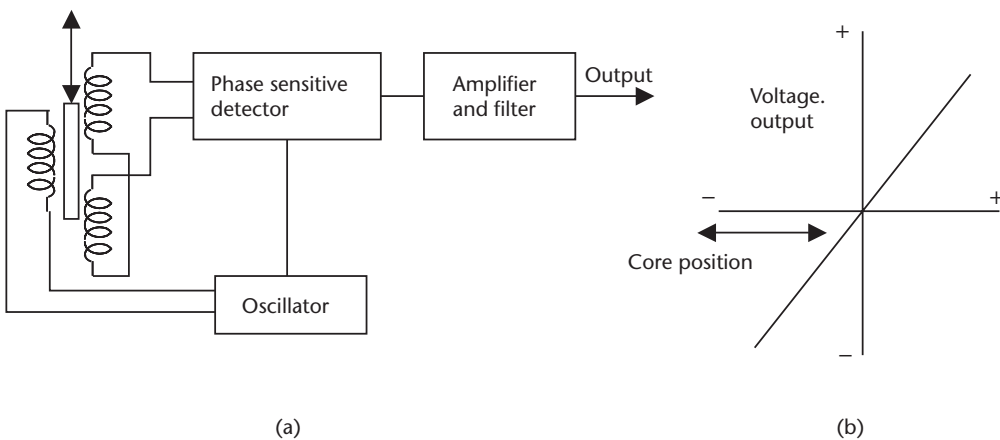 Phase sensitive
detector
Amplifier
and filter
Output
Oscillator
(a)
+
Voltage.
output
−
+
Core position
−
(b)